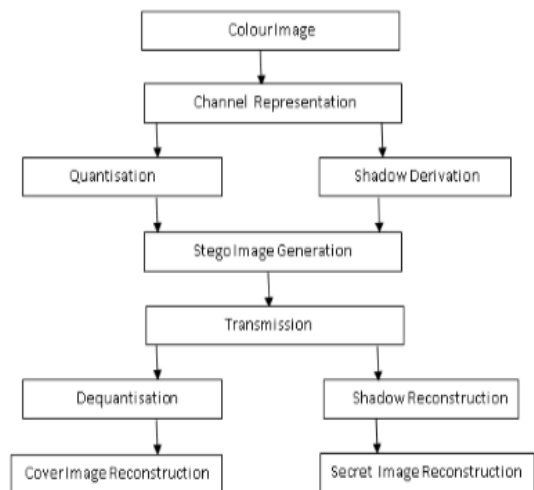 Colour Image
Channel Representation
Quantisation
Shadow Derivation
Stego Image Generation
Transmission
Dequantisation
Shadow Reconstruction
Cover Image Reconstruction
Secret Image Reconstruction